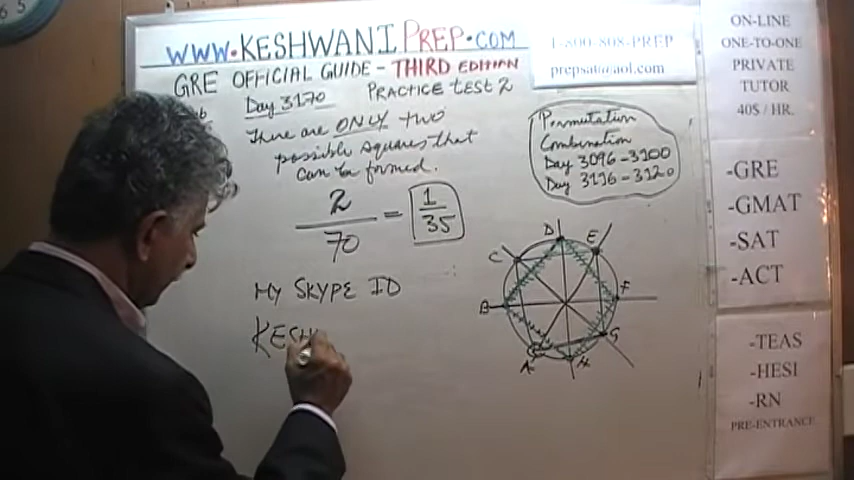 6 5
WWW.KESHWANIPREP.COM
GRE OFFICIAL GUIDE - THIRD EDITION
Day 3170 PRACTICE TEST 2
There are ONLY two
possible squares that
can be formed.
2
70
=
1
35
MY SKYPE ID
KESH
1-800-808-PREP
prepsat@aol.com
Permutation
Combination
Day 3096-3100
Day 3116-3120
D
E
C
B
F
G
A
H
ON-LINE
ONE-TO-ONE
PRIVATE
TUTOR
40$ / HR.
-GRE
-GMAT
-SAT
-ACT
-TEAS
-HESI
-RN
PRE-ENTRANCE